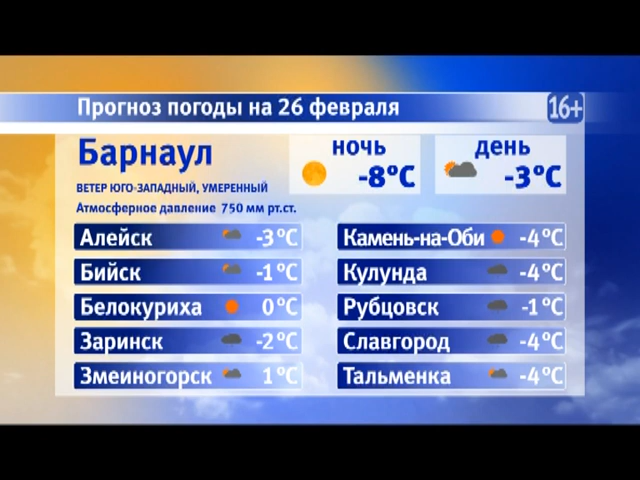 Прогноз погоды на 26 февраля 16+
Барнаул
ночь -8°C
день -3°C
ВЕТЕР ЮГО-ЗАПАДНЫЙ, УМЕРЕННЫЙ
Атмосферное давление 750 мм рт.ст.
Алейск -3°C
Бийск -1°C
Белокуриха 0°C
Заринск -2°C
Змеиногорск 1°C
Камень-на-Оби -4°C
Кулунда -4°C
Рубцовск -1°C
Славгород -4°C
Тальменка -4°C